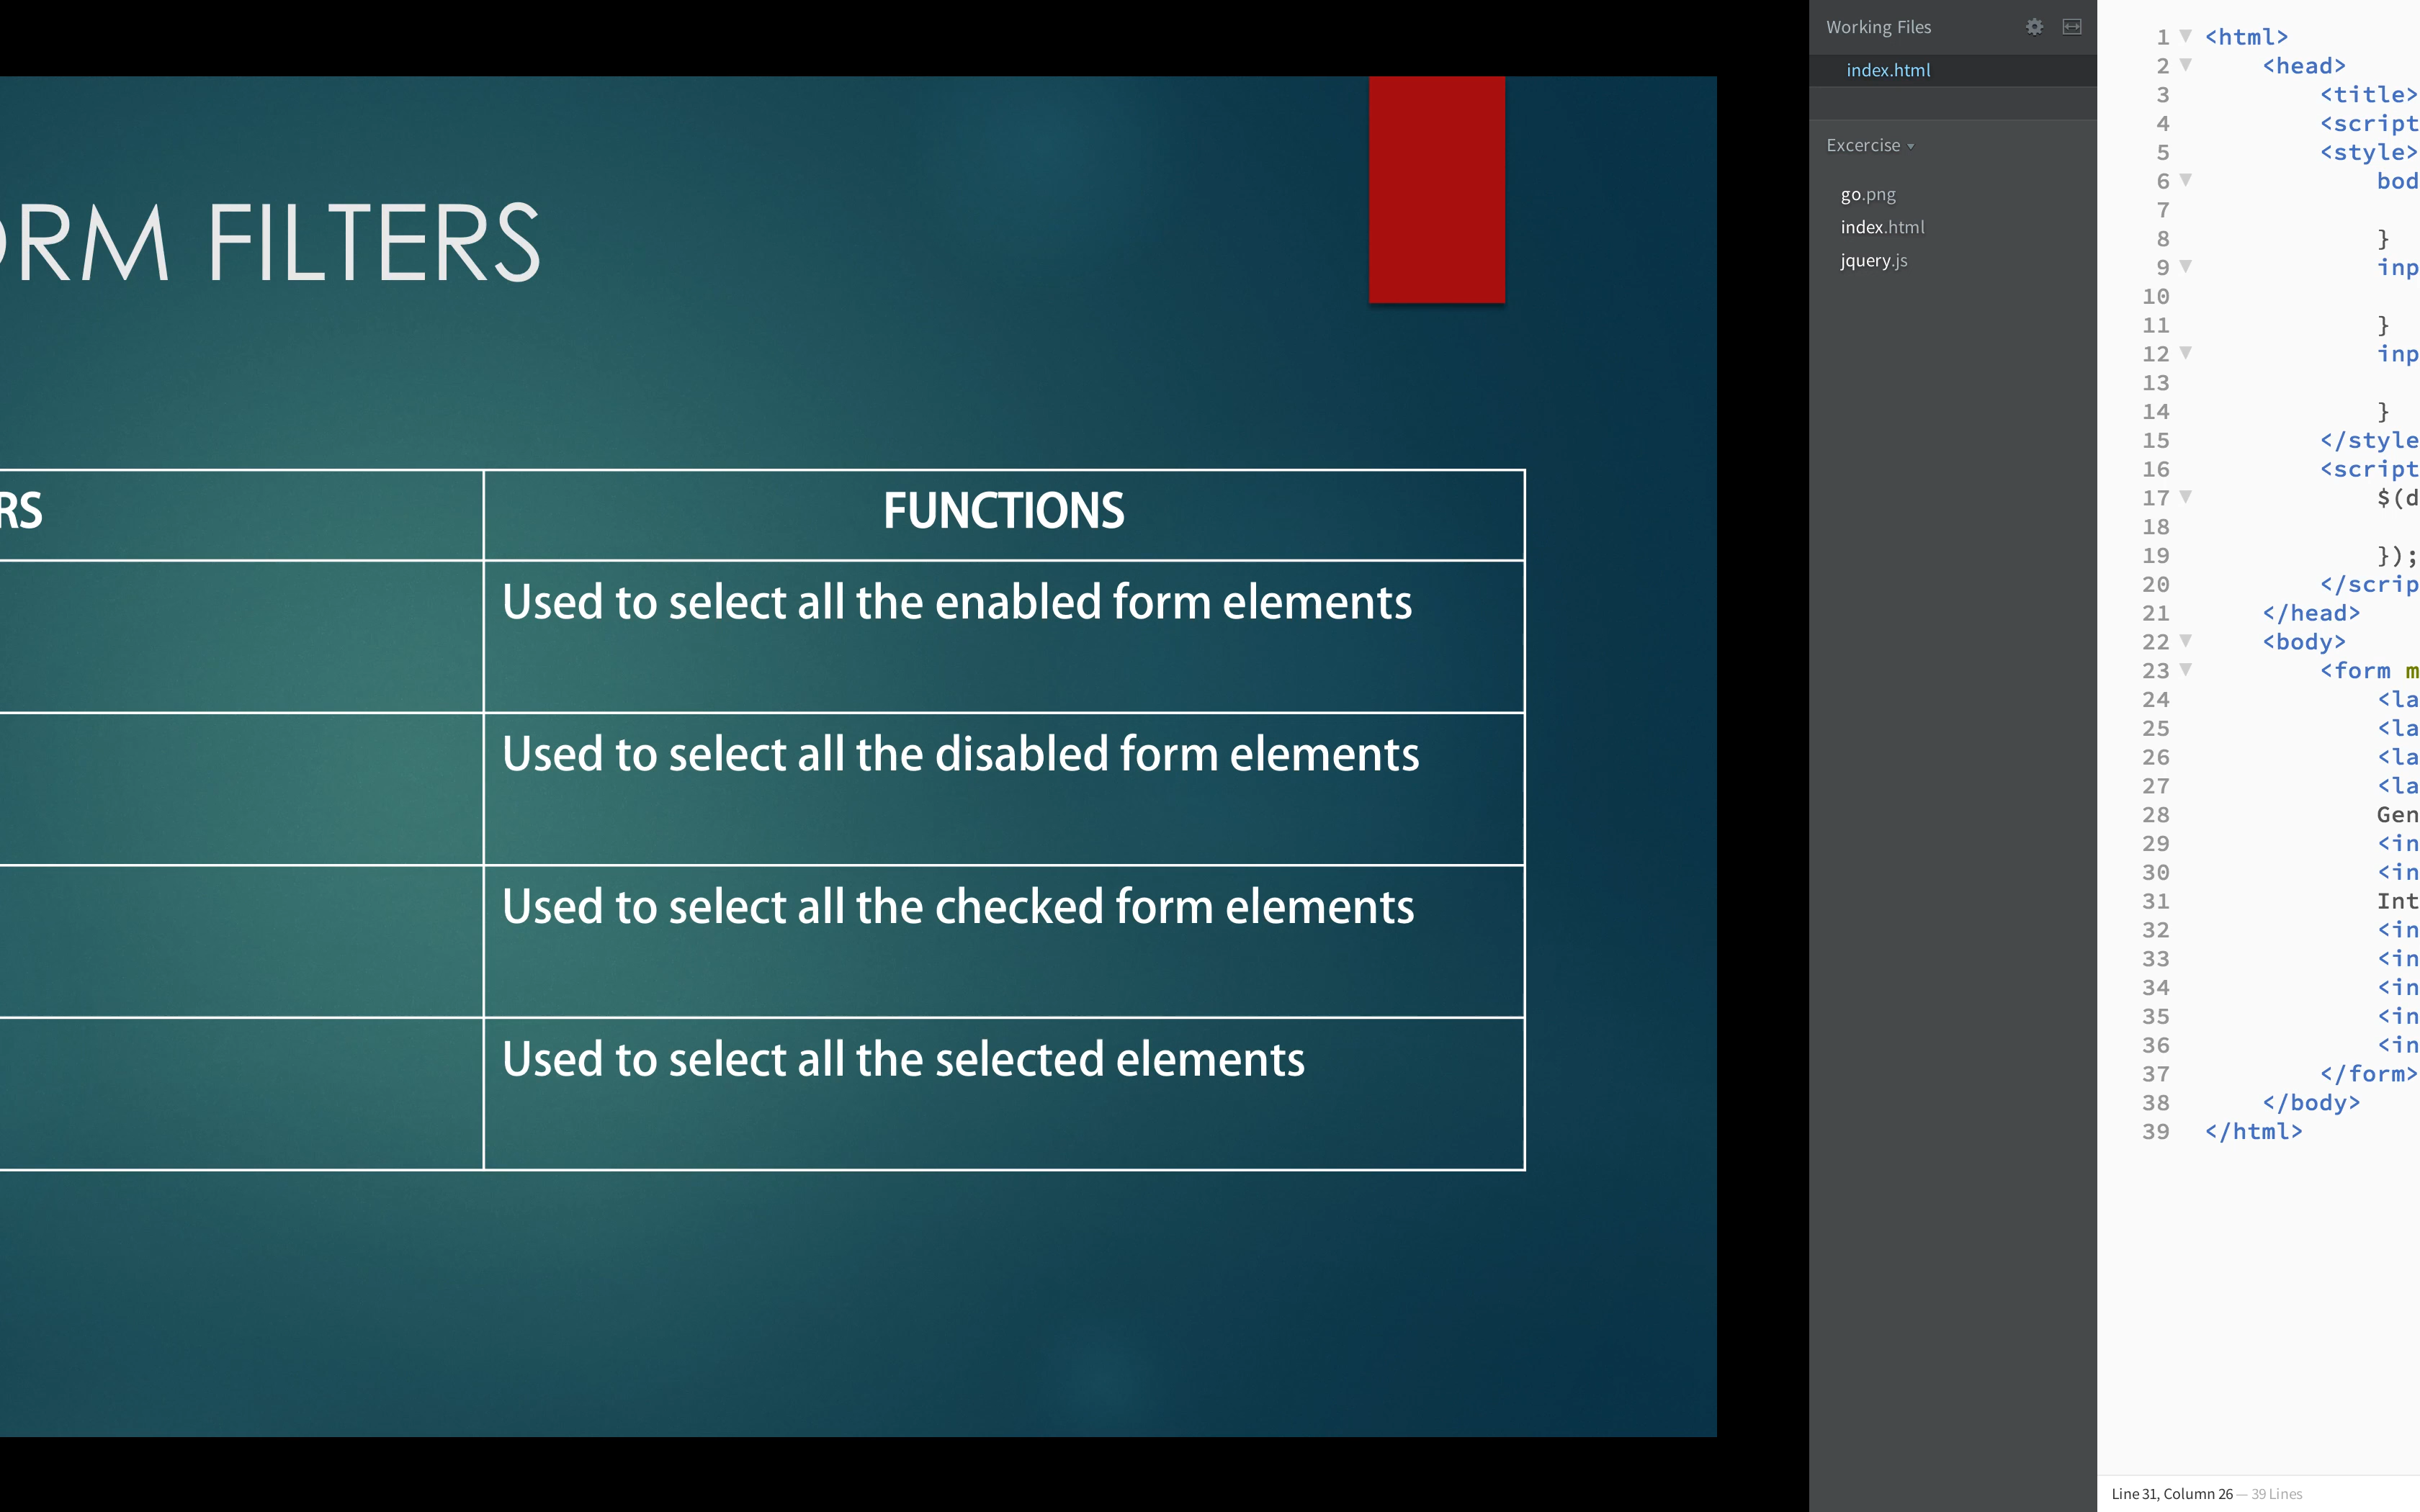 FILTERS
FUNCTIONS
Used to select all the enabled form elements
Used to select all the disabled form elements
Used to select all the checked form elements
Used to select all the selected elements
Working Files
index.html
Excercise
go.png
index.html
jquery.js
1 <html>
2 <head>
3 <title>
4 <script
5 <style>
6 bod
7
8 }
9 inp
10
11 }
12 inp
13
14 }
15 </style
16 <script
17 $(d
18
19 });
20 </scrip
21 </head>
22 <body>
23 <form m
24 <la
25 <la
26 <la
27 <la
28 Gen
29 <in
30 <in
31 Int
32 <in
33 <in
34 <in
35 <in
36 <in
37 </form>
38 </body>
39 </html>
Line 31, Column 26 — 39 Lines